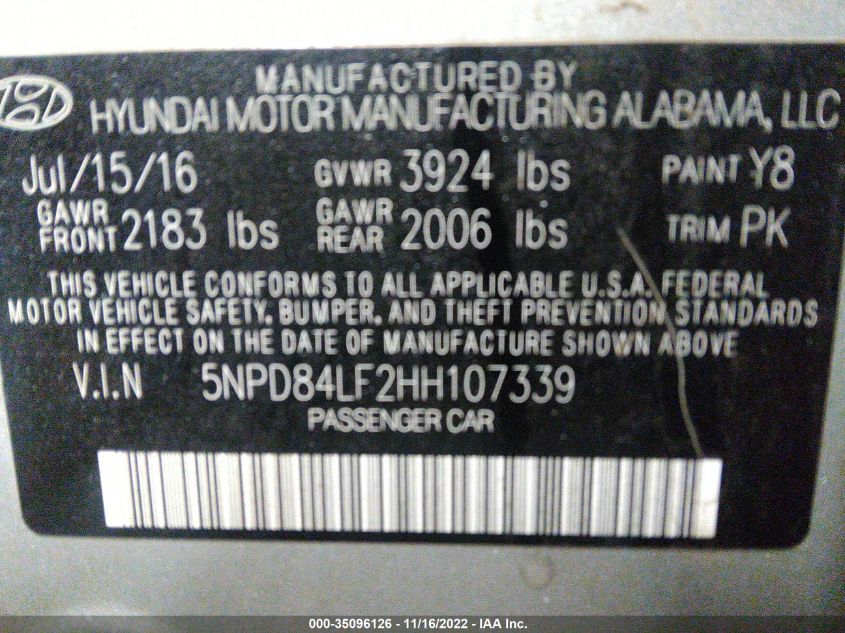 MANUFACTURED BY
HYUNDAI MOTOR MANUFACTURING ALABAMA, LLC
Jul/15/16 GVWR 3924 lbs PAINT Y8
GAWR FRONT 2183 lbs GAWR REAR 2006 lbs TRIM PK
THIS VEHICLE CONFORMS TO ALL APPLICABLE U.S.A. FEDERAL
MOTOR VEHICLE SAFETY, BUMPER, AND THEFT PREVENTION STANDARDS
IN EFFECT ON THE DATE OF MANUFACTURE SHOWN ABOVE
V.I.N 5NPD84LF2HH107339
PASSENGER CAR
000-35096126 - 11/16/2022 - IAA Inc.